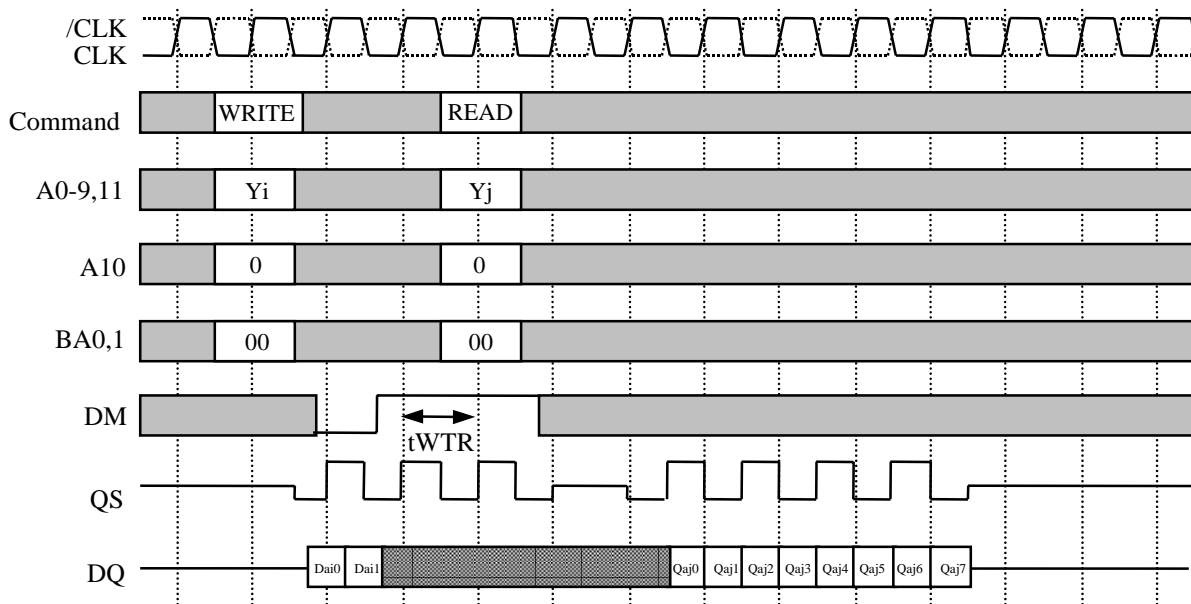 /CLK
CLK
Command WRITE READ
A0-9,11 Yi Yj
A10 0 0
BA0,1 00 00
DM
tWTR
QS
DQ Dai0 Dai1 Qaj0 Qaj1 Qaj2 Qaj3 Qaj4 Qaj5 Qaj6 Qaj7